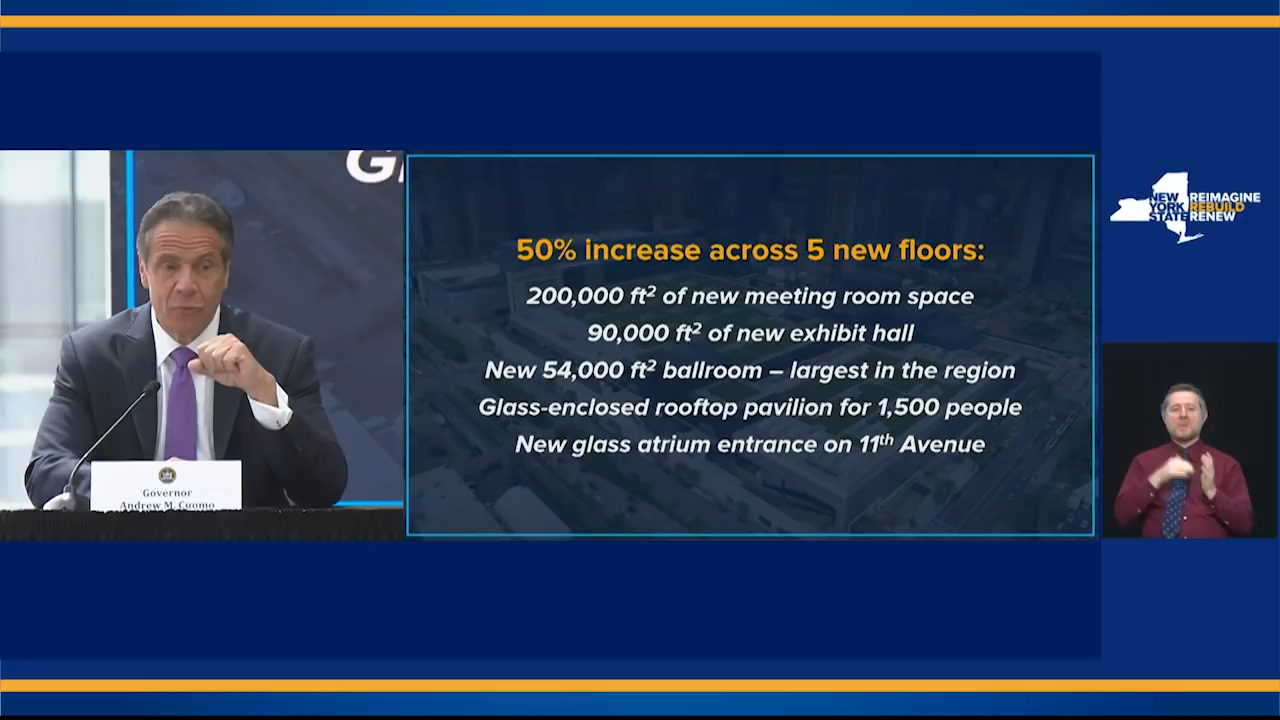 G
50% increase across 5 new floors:
200,000 ft² of new meeting room space
90,000 ft² of new exhibit hall
New 54,000 ft² ballroom – largest in the region
Glass-enclosed rooftop pavilion for 1,500 people
New glass atrium entrance on 11th Avenue
NEW YORK STATE
REIMAGINE
REBUILD
RENEW
Governor
Andrew M. Cuomo